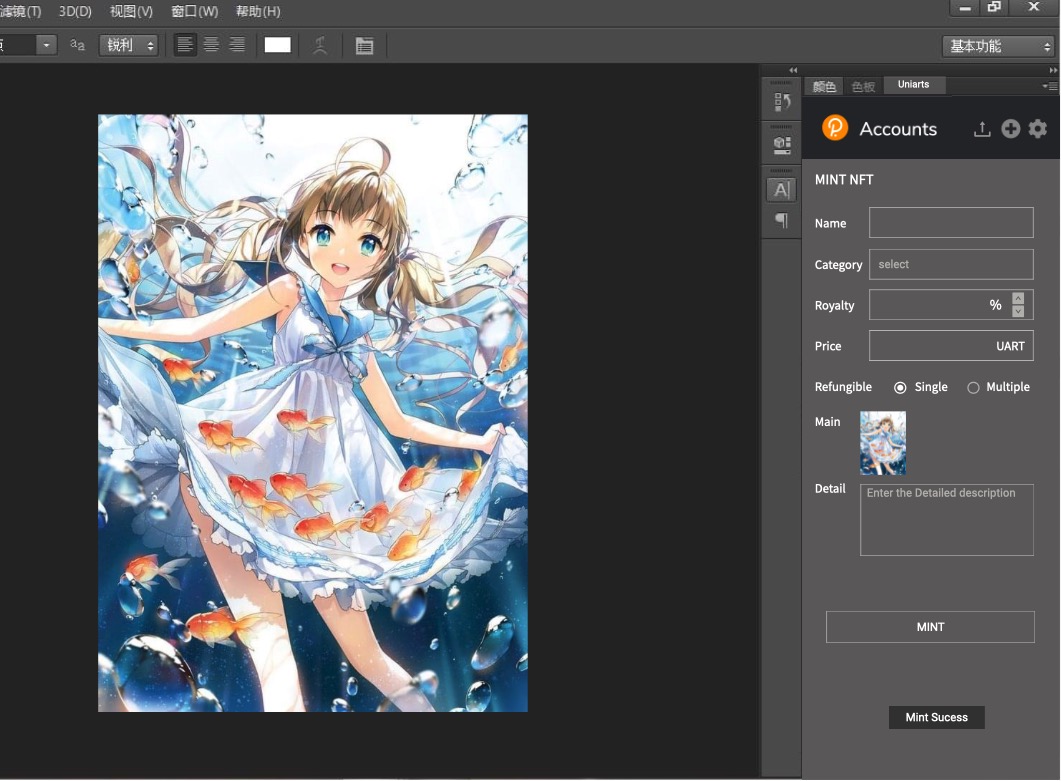 滤镜(T) 3D(D) 视图(V) 窗口(W) 帮助(H)
aa 锐利 基本功能
颜色 色板 Uniarts
Accounts
MINT NFT
Name
Category select
Royalty %
Price UART
Refungible Single Multiple
Main
Detail Enter the Detailed description
MINT
Mint Sucess